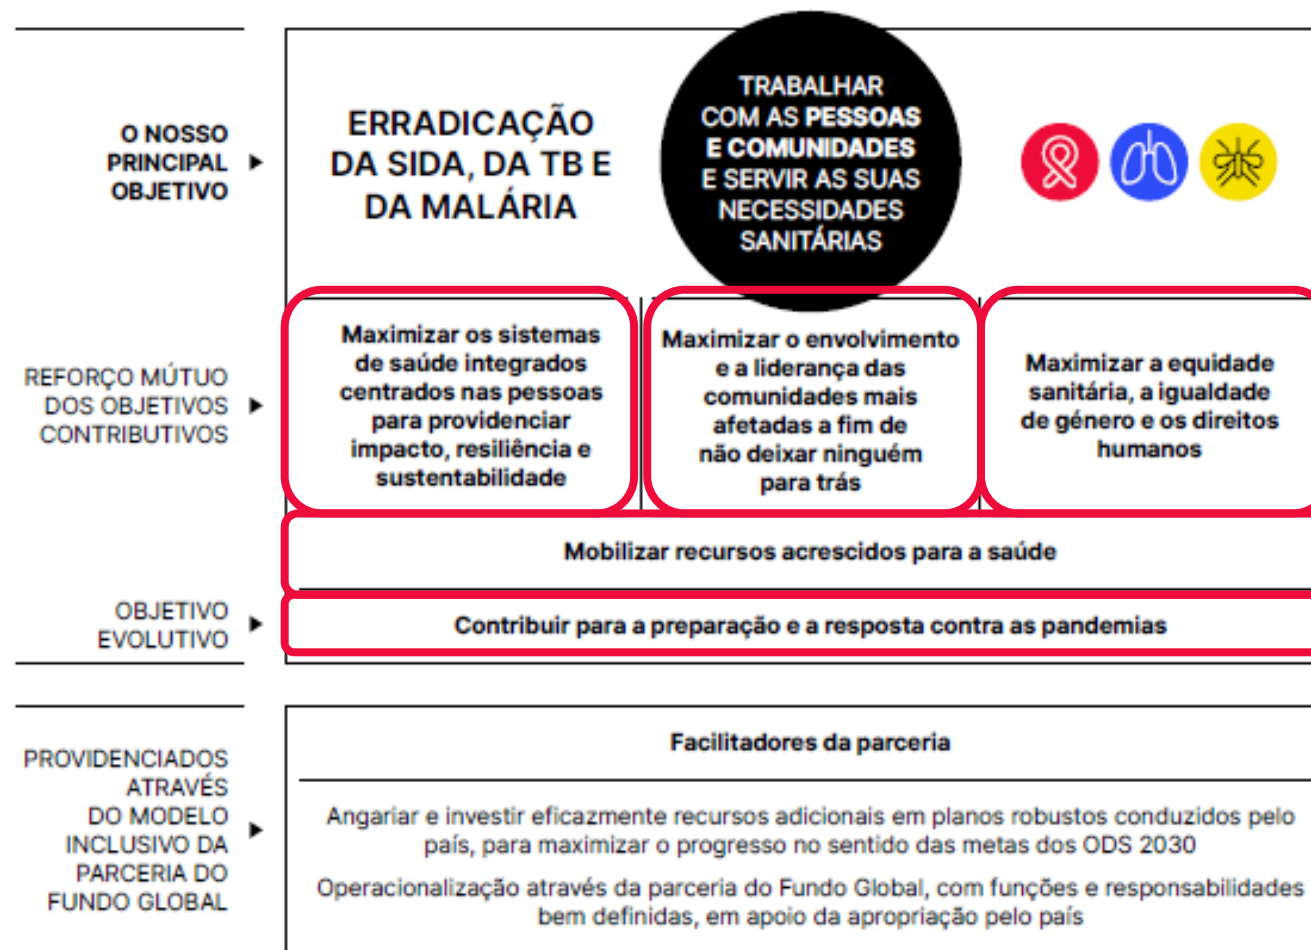 O NOSSO
PRINCIPAL
OBJETIVO
ERRADICAÇÃO
DA SIDA, DA TB E
DA MALÁRIA
TRABALHAR
COM AS PESSOAS
E COMUNIDADES
E SERVIR AS SUAS
NECESSIDADES
SANITÁRIAS
REFORÇO MÚTUO
DOS OBJETIVOS
CONTRIBUTIVOS
Maximizar os sistemas
de saúde integrados
centrados nas pessoas
para providenciar
impacto, resiliência e
sustentabilidade
Maximizar o envolvimento
e a liderança das
comunidades mais
afetadas a fim de
não deixar ninguém
para trás
Maximizar a equidade
sanitária, a igualdade
de género e os direitos
humanos
Mobilizar recursos acrescidos para a saúde
OBJETIVO
EVOLUTIVO
Contribuir para a preparação e a resposta contra as pandemias
PROVIDENCIADOS
ATRAVÉS
DO MODELO
INCLUSIVO DA
PARCERIA DO
FUNDO GLOBAL
Facilitadores da parceria
Angariar e investir eficazmente recursos adicionais em planos robustos conduzidos pelo
país, para maximizar o progresso no sentido das metas dos ODS 2030
Operacionalização através da parceria do Fundo Global, com funções e responsabilidades
bem definidas, em apoio da apropriação pelo país